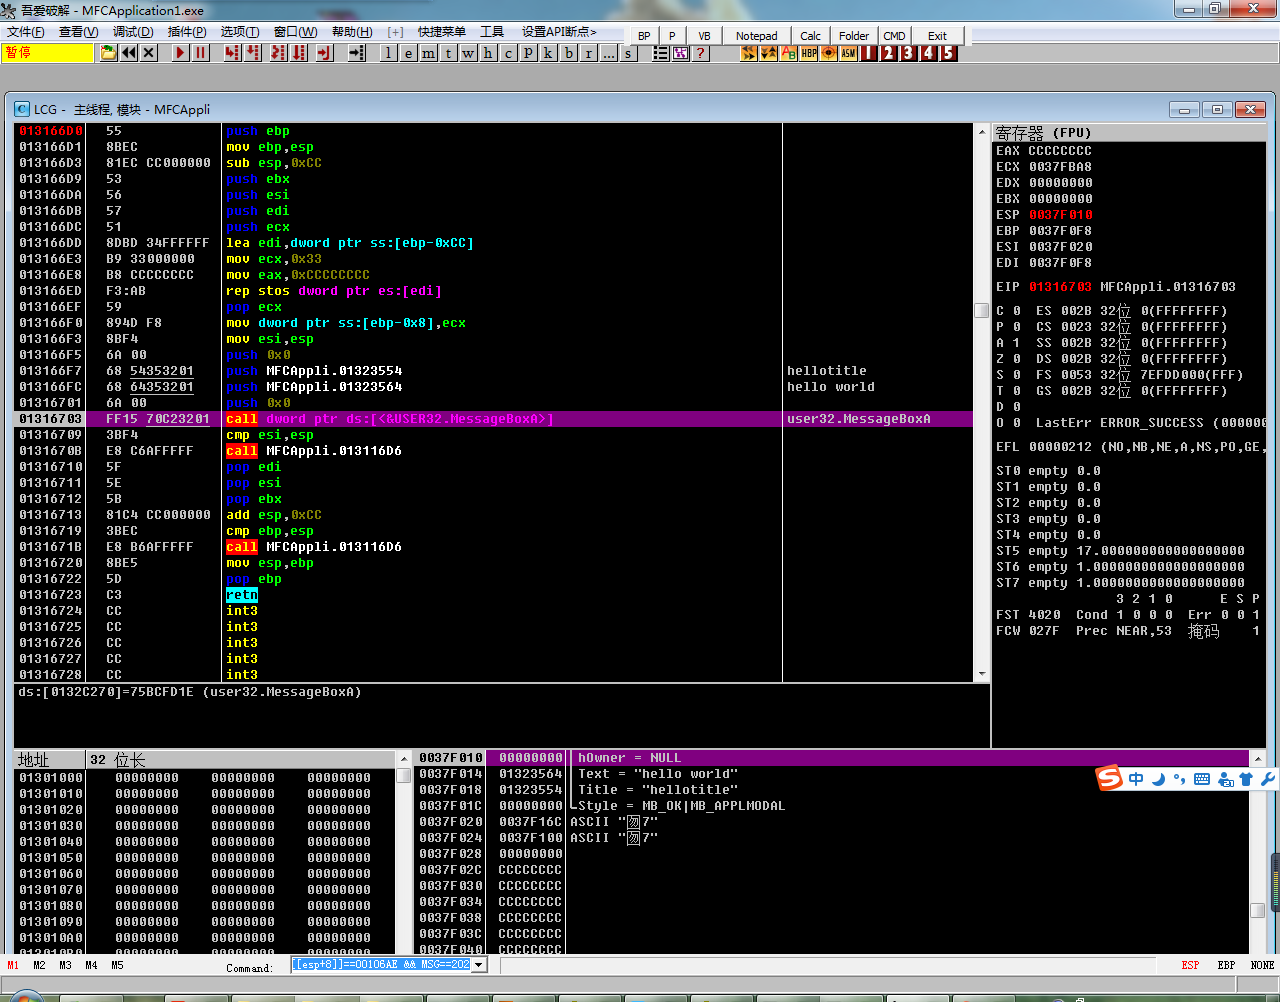 吾爱破解 - MFCApplication1.exe
文件(F) 查看(V) 调试(D) 插件(P) 选项(T) 窗口(W) 帮助(H) [+] 快捷菜单 工具 设置API断点>
BP P VB Notepad Calc Folder CMD Exit
暂停
l e m t w h c p k b r ... s
? HBP ASM 1 2 3 4 5
LCG - 主线程, 模块 - MFCAppli
013166D0 55 push ebp
013166D1 8BEC mov ebp,esp
013166D3 81EC CC000000 sub esp,0xCC
013166D9 53 push ebx
013166DA 56 push esi
013166DB 57 push edi
013166DC 51 push ecx
013166DD 8DBD 34FFFFFF lea edi,dword ptr ss:[ebp-0xCC]
013166E3 B9 33000000 mov ecx,0x33
013166E8 B8 CCCCCCCC mov eax,0xCCCCCCCC
013166ED F3:AB rep stos dword ptr es:[edi]
013166EF 59 pop ecx
013166F0 894D F8 mov dword ptr ss:[ebp-0x8],ecx
013166F3 8BF4 mov esi,esp
013166F5 6A 00 push 0x0
013166F7 68 54353201 push MFCAppli.01323554 hellotitle
013166FC 68 64353201 push MFCAppli.01323564 hello world
01316701 6A 00 push 0x0
01316703 FF15 70C23201 call dword ptr ds:[<&USER32.MessageBoxA>] user32.MessageBoxA
01316709 3BF4 cmp esi,esp
0131670B E8 C6AFFFFF call MFCAppli.013116D6
01316710 5F pop edi
01316711 5E pop esi
01316712 5B pop ebx
01316713 81C4 CC000000 add esp,0xCC
01316719 3BEC cmp ebp,esp
0131671B E8 B6AFFFFF call MFCAppli.013116D6
01316720 8BE5 mov esp,ebp
01316722 5D pop ebp
01316723 C3 retn
01316724 CC int3
01316725 CC int3
01316726 CC int3
01316727 CC int3
01316728 CC int3
ds:[0132C270]=75BCFD1E (user32.MessageBoxA)
寄存器 (FPU)
EAX CCCCCCCC
ECX 0037FBA8
EDX 00000000
EBX 00000000
ESP 0037F010
EBP 0037F0F8
ESI 0037F020
EDI 0037F0F8
EIP 01316703 MFCAppli.01316703
C 0 ES 002B 32位 0(FFFFFFFF)
P 0 CS 0023 32位 0(FFFFFFFF)
A 1 SS 002B 32位 0(FFFFFFFF)
Z 0 DS 002B 32位 0(FFFFFFFF)
S 0 FS 0053 32位 7EFDD000(FFF)
T 0 GS 002B 32位 0(FFFFFFFF)
D 0
O 0 LastErr ERROR_SUCCESS (000000
EFL 00000212 (NO,NB,NE,A,NS,PO,GE,
ST0 empty 0.0
ST1 empty 0.0
ST2 empty 0.0
ST3 empty 0.0
ST4 empty 0.0
ST5 empty 17.000000000000000000
ST6 empty 1.0000000000000000000
ST7 empty 1.0000000000000000000
3 2 1 0 E S P
FST 4020 Cond 1 0 0 0 Err 0 0 1
FCW 027F Prec NEAR,53 掩码 1
地址 32 位长
01301000 00000000 00000000 00000000
01301010 00000000 00000000 00000000
01301020 00000000 00000000 00000000
01301030 00000000 00000000 00000000
01301040 00000000 00000000 00000000
01301050 00000000 00000000 00000000
01301060 00000000 00000000 00000000
01301070 00000000 00000000 00000000
01301080 00000000 00000000 00000000
01301090 00000000 00000000 00000000
013010A0 00000000 00000000 00000000
013010B0 00000000 00000000 00000000
0037F010 00000000 hOwner = NULL
0037F014 01323564 Text = "hello world"
0037F018 01323554 Title = "hellotitle"
0037F01C 00000000 Style = MB_OK|MB_APPLMODAL
0037F020 0037F16C ASCII "7"
0037F024 0037F100 ASCII "7"
0037F028 00000000
0037F02C CCCCCCCC
0037F030 CCCCCCCC
0037F034 CCCCCCCC
0037F038 CCCCCCCC
0037F03C CCCCCCCC
0037F040 CCCCCCCC
S 中
M1 M2 M3 M4 M5 Command: [[esp+8]]==00106AE && MSG==202 ESP EBP NONE